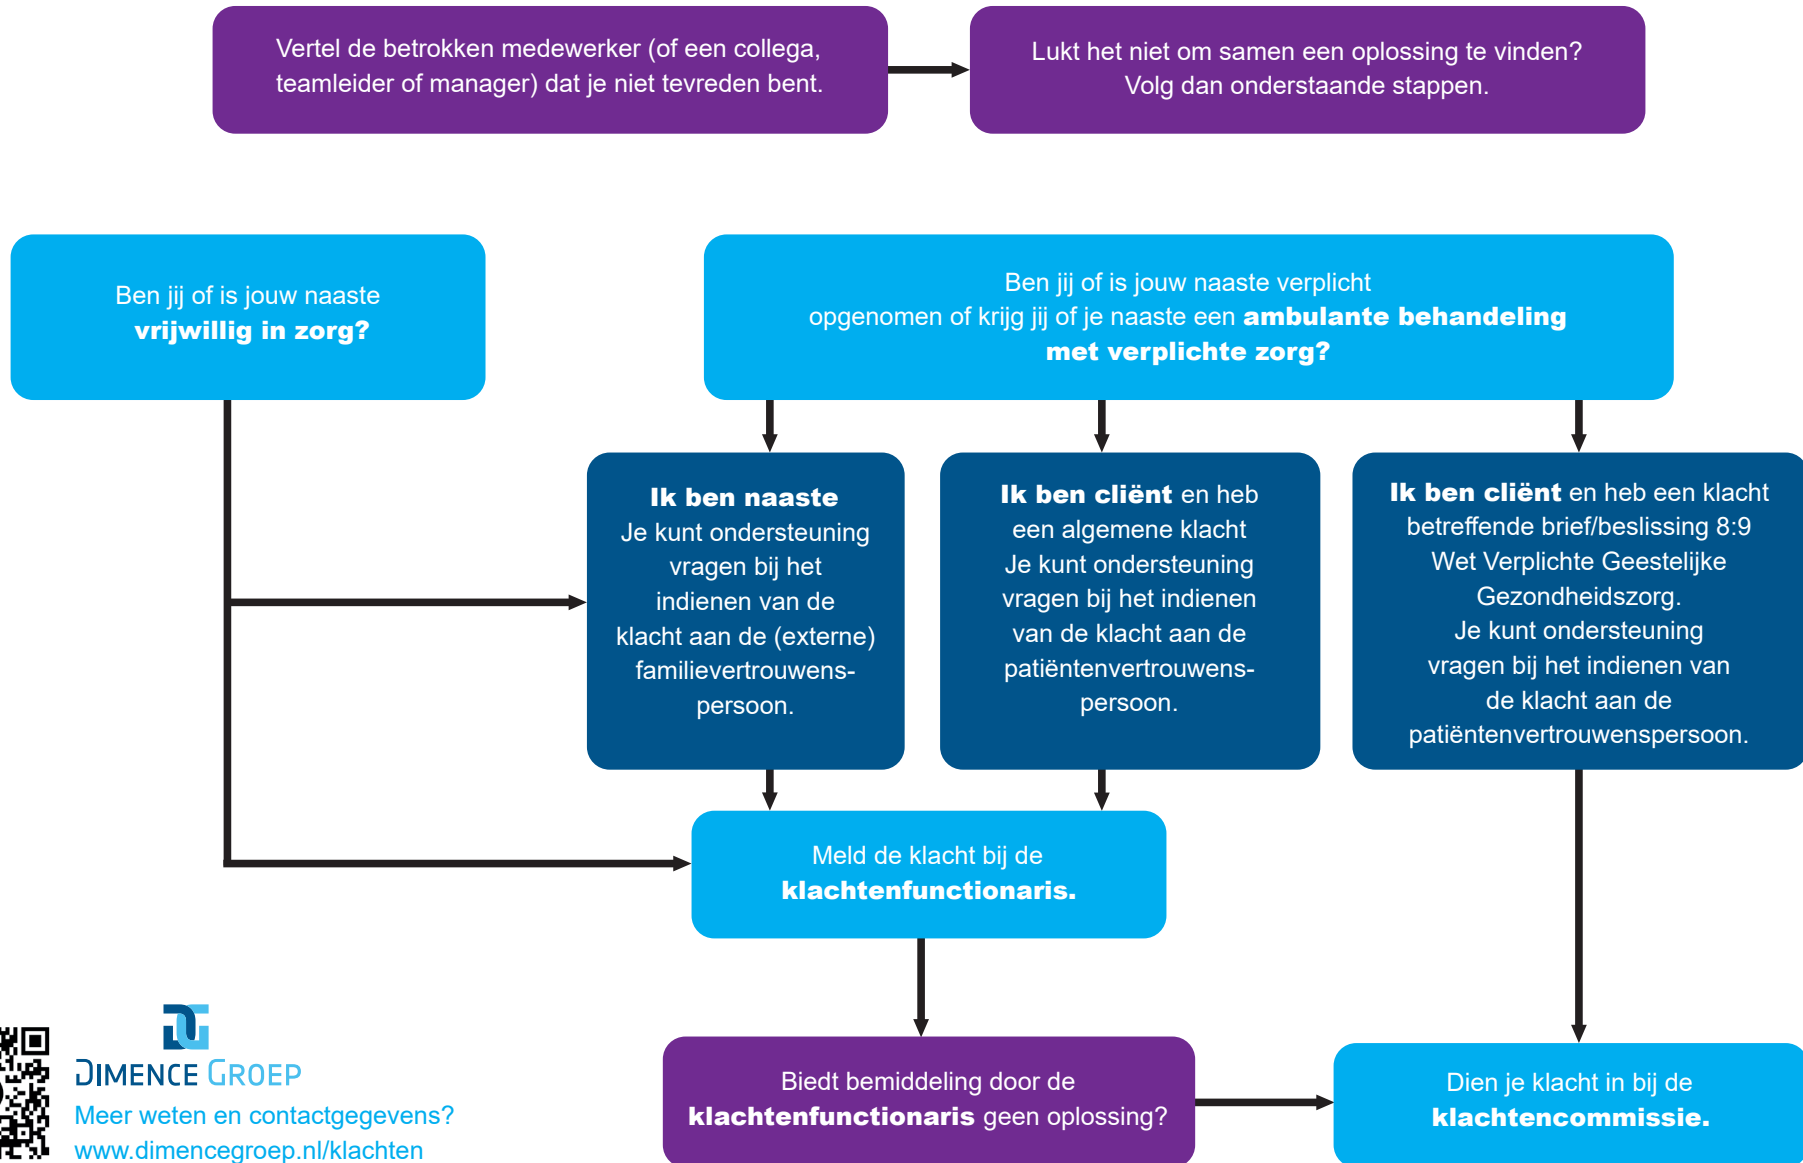 Vertel de betrokken medewerker (of een collega,
teamleider of manager) dat je niet tevreden bent.
Lukt het niet om samen een oplossing te vinden?
Volg dan onderstaande stappen.
Ben jij of is jouw naaste
vrijwillig in zorg?
Ben jij of is jouw naaste verplicht
opgenomen of krijg jij of je naaste een ambulante behandeling
met verplichte zorg?
Ik ben naaste
Je kunt ondersteuning
vragen bij het
indienen van de
klacht aan de (externe)
familievertrouwens-
persoon.
Ik ben cliënt en heb
een algemene klacht
Je kunt ondersteuning
vragen bij het indienen
van de klacht aan de
patiëntenvertrouwens-
persoon.
Ik ben cliënt en heb een klacht
betreffende brief/beslissing 8:9
Wet Verplichte Geestelijke
Gezondheidszorg.
Je kunt ondersteuning
vragen bij het indienen van
de klacht aan de
patiëntenvertrouwenspersoon.
Meld de klacht bij de
klachtenfunctionaris.
Biedt bemiddeling door de
klachtenfunctionaris geen oplossing?
Dien je klacht in bij de
klachtencommissie.
DIMENCE GROEP
Meer weten en contactgegevens?
www.dimencegroep.nl/klachten